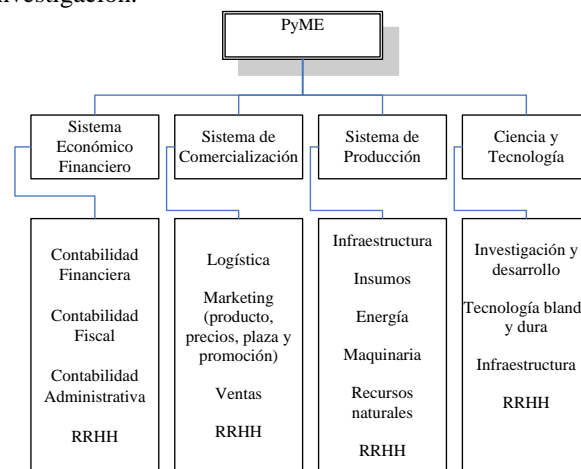 nvestigación.
PyME
Sistema
Económico
Financiero
Sistema de
Comercialización
Sistema de
Producción
Ciencia y
Tecnología
Contabilidad
Financiera
Contabilidad
Fiscal
Contabilidad
Administrativa
RRHH
Logística
Marketing
(producto,
precios, plaza y
promoción)
Ventas
RRHH
Infraestructura
Insumos
Energía
Maquinaria
Recursos
naturales
RRHH
Investigación y
desarrollo
Tecnología bland
y dura
Infraestructura
RRHH